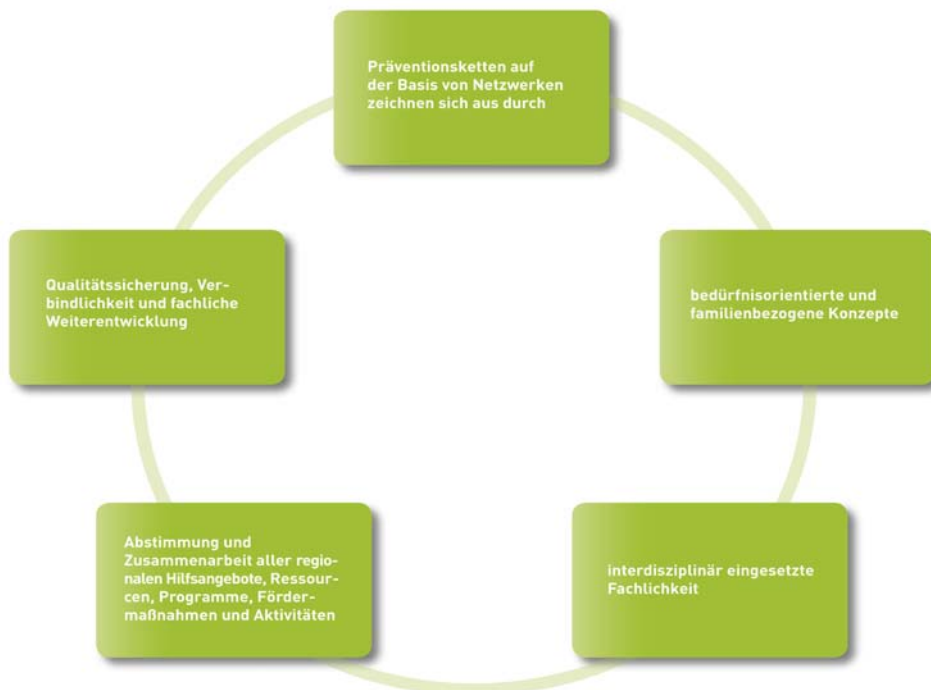 Präventionsketten auf
der Basis von Netzwerken
zeichnen sich aus durch
bedürfnisorientierte und
familienbezogene Konzepte
interdisziplinär eingesetzte
Fachlichkeit
Abstimmung und
Zusammenarbeit aller regio-
nalen Hilfsangebote, Ressour-
cen, Programme, Förder-
maßnahmen und Aktivitäten
Qualitätssicherung, Ver-
bindlichkeit und fachliche
Weiterentwicklung